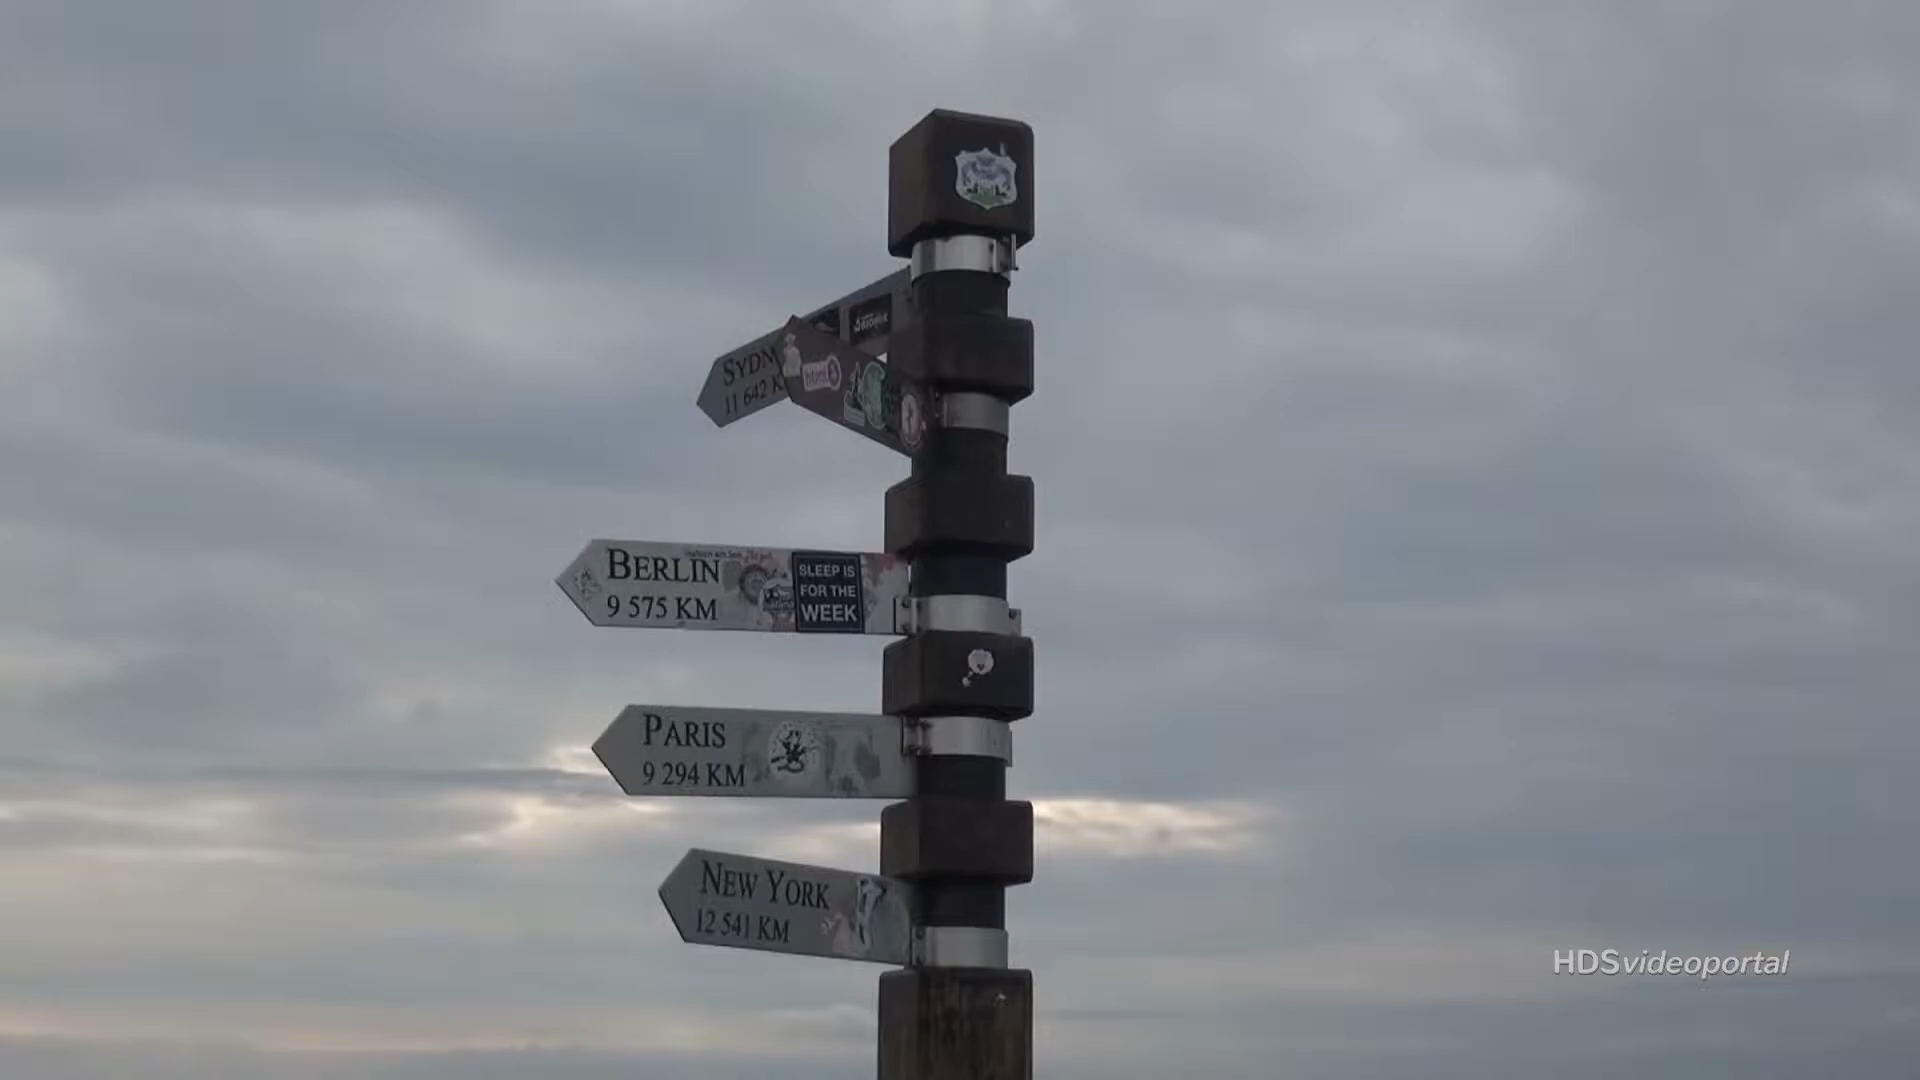 SYDN
11 642 K
html
BERLIN
9 575 KM
SLEEP IS
FOR THE
WEEK
PARIS
9 294 KM
NEW YORK
12 541 KM
HDSvideoportal